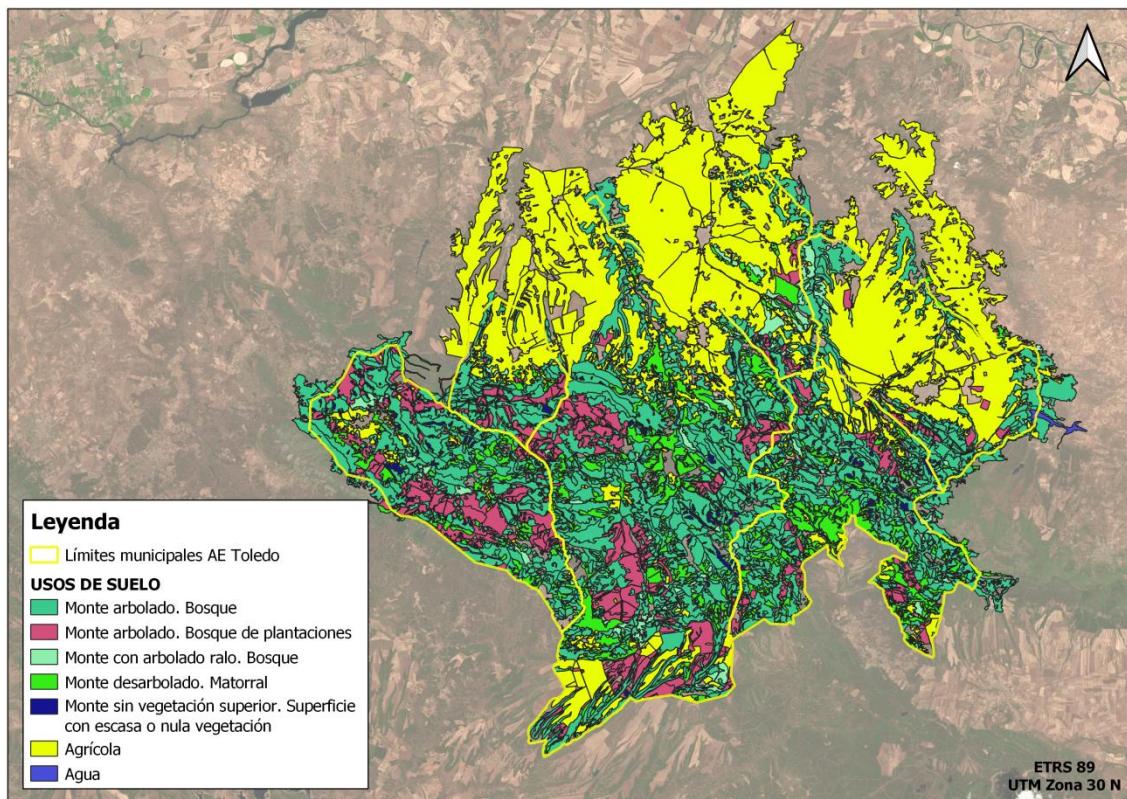 Leyenda
Límites municipales AE Toledo
USOS DE SUELO
Monte arbolado. Bosque
Monte arbolado. Bosque de plantaciones
Monte con arbolado ralo. Bosque
Monte desarbolado. Matorral
Monte sin vegetación superior. Superficie
con escasa o nula vegetación
Agrícola
Agua
ETRS 89
UTM Zona 30 N